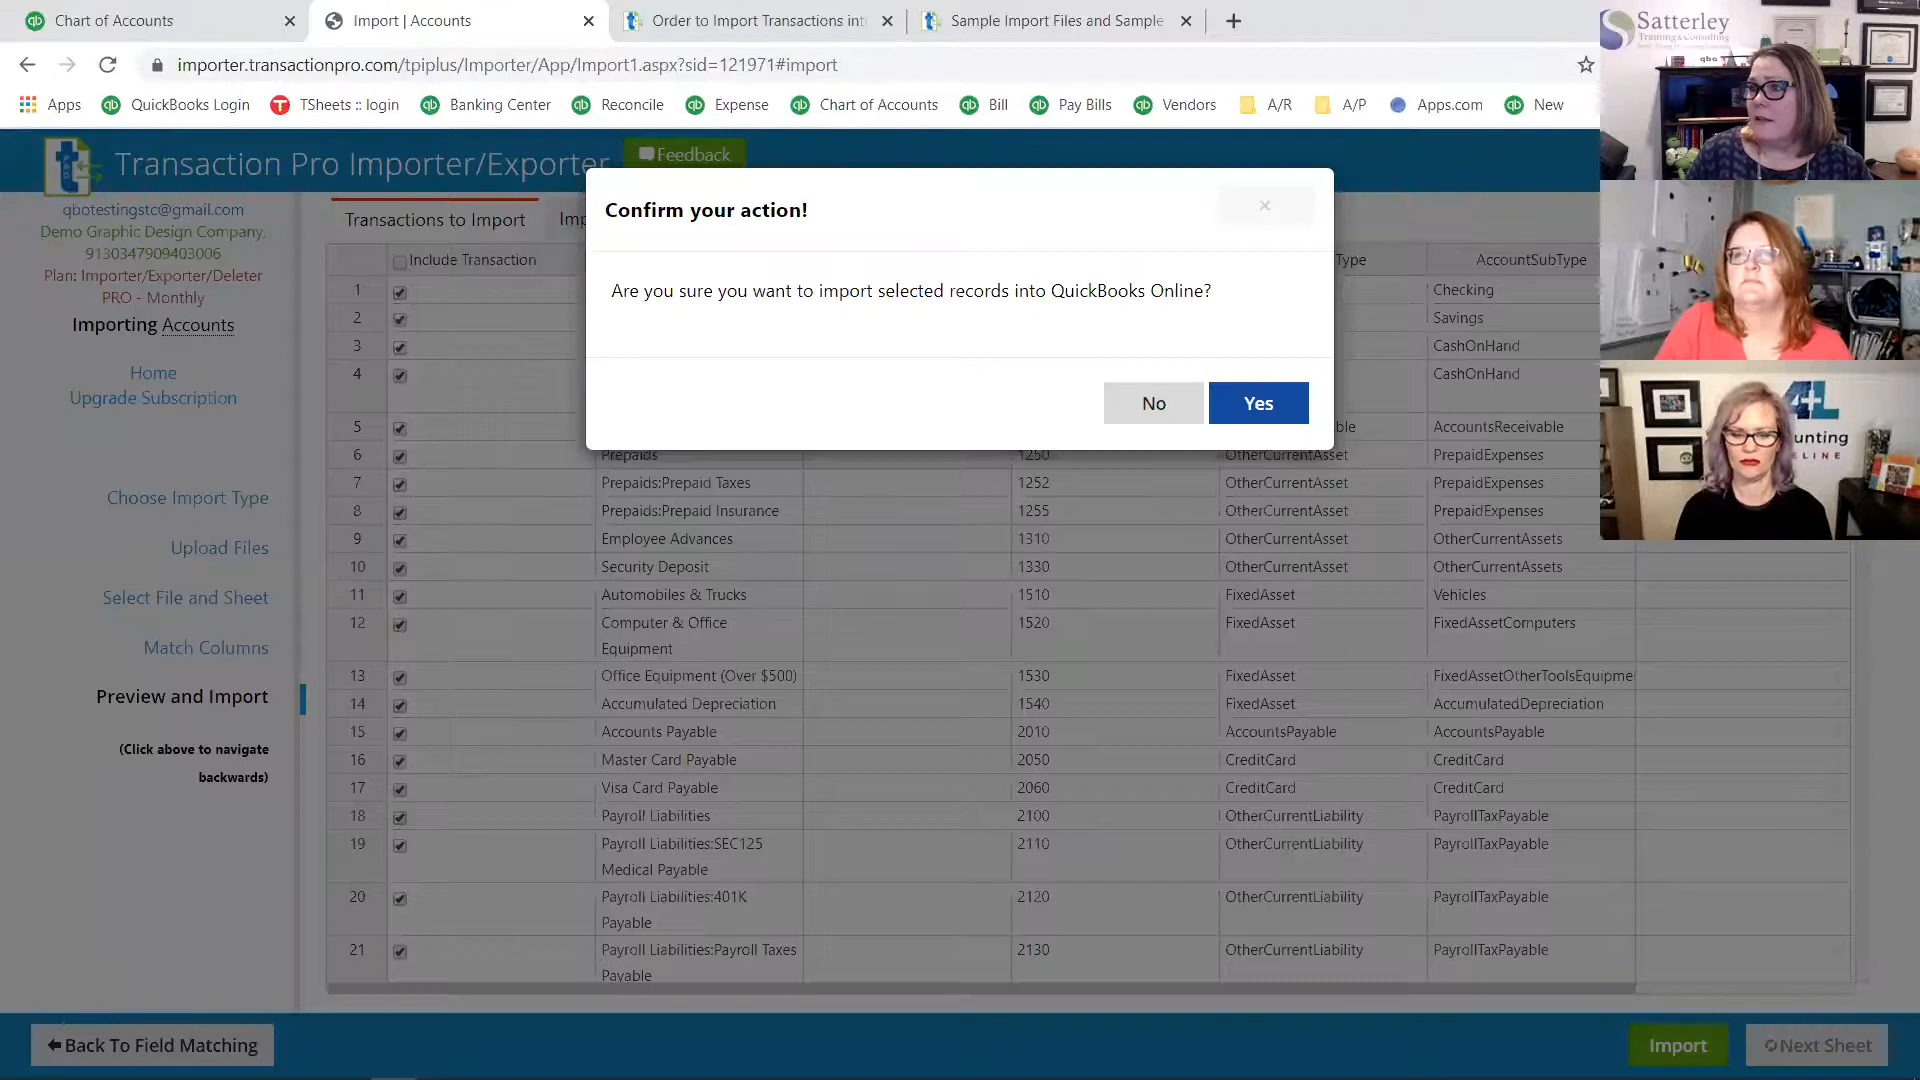 Chart of Accounts
Import | Accounts
Order to Import Transactions int
Sample Import Files and Sample
importer.transactionpro.com/tpiplus/Importer/App/Import1.aspx?sid=121971#import
Apps
QuickBooks Login
TSheets :: login
Banking Center
Reconcile
Expense
Chart of Accounts
Bill
Pay Bills
Vendors
A/R
A/P
Apps.com
New
Satterley
Training & Consulting
Transaction Pro Importer/Exporter
Feedback
qbotestingstc@gmail.com
Demo Graphic Design Company,
9130347909403006
Plan: Importer/Exporter/Deleter
PRO - Monthly
Importing Accounts
Home
Upgrade Subscription
Choose Import Type
Upload Files
Select File and Sheet
Match Columns
Preview and Import
(Click above to navigate
backwards)
Transactions to Import
Imp
Confirm your action!
×
Are you sure you want to import selected records into QuickBooks Online?
No
Yes
Include Transaction Type AccountSubType
1 Checking
2 Savings
3 CashOnHand
4 CashOnHand
5 ble AccountsReceivable
6 Prepaids 1250 OtherCurrentAsset PrepaidExpenses
7 Prepaids:Prepaid Taxes 1252 OtherCurrentAsset PrepaidExpenses
8 Prepaids:Prepaid Insurance 1255 OtherCurrentAsset PrepaidExpenses
9 Employee Advances 1310 OtherCurrentAsset OtherCurrentAssets
10 Security Deposit 1330 OtherCurrentAsset OtherCurrentAssets
11 Automobiles & Trucks 1510 FixedAsset Vehicles
12 Computer & Office 1520 FixedAsset FixedAssetComputers
Equipment
13 Office Equipment (Over $500) 1530 FixedAsset FixedAssetOtherToolsEquipme
14 Accumulated Depreciation 1540 FixedAsset AccumulatedDepreciation
15 Accounts Payable 2010 AccountsPayable AccountsPayable
16 Master Card Payable 2050 CreditCard CreditCard
17 Visa Card Payable 2060 CreditCard CreditCard
18 Payroll Liabilities 2100 OtherCurrentLiability PayrollTaxPayable
19 Payroll Liabilities:SEC125 2110 OtherCurrentLiability PayrollTaxPayable
Medical Payable
20 Payroll Liabilities:401K 2120 OtherCurrentLiability PayrollTaxPayable
Payable
21 Payroll Liabilities:Payroll Taxes 2130 OtherCurrentLiability PayrollTaxPayable
Payable
Back To Field Matching
Import
Next Sheet